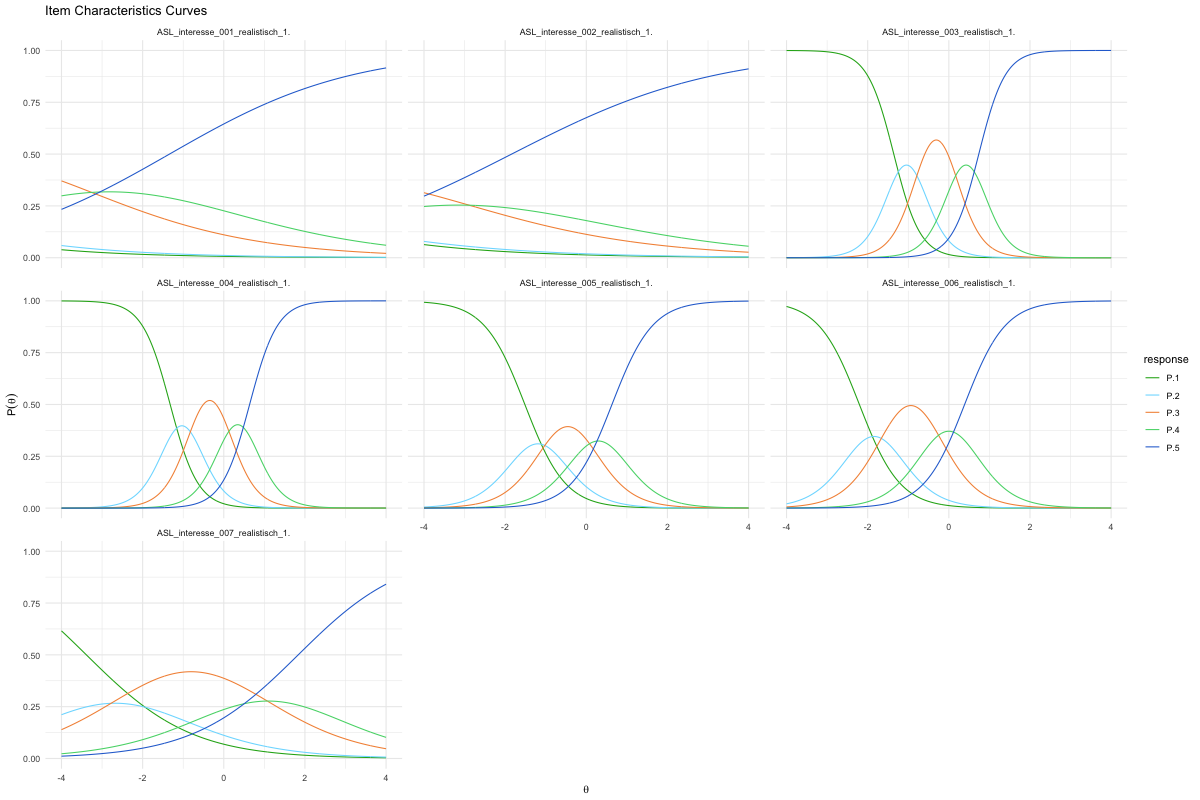 Item Characteristics Curves
ASL_interesse_001_realistisch_1.
ASL_interesse_002_realistisch_1.
ASL_interesse_003_realistisch_1.
1.00
0.75
0.50
0.25
0.00
ASL_interesse_004_realistisch_1.
ASL_interesse_005_realistisch_1.
ASL_interesse_006_realistisch_1.
1.00
0.75
0.50
0.25
0.00
-4 -2 0 2 4
-4 -2 0 2 4
ASL_interesse_007_realistisch_1.
1.00
0.75
0.50
0.25
0.00
-4 -2 0 2 4
P(θ)
θ
response
P.1
P.2
P.3
P.4
P.5